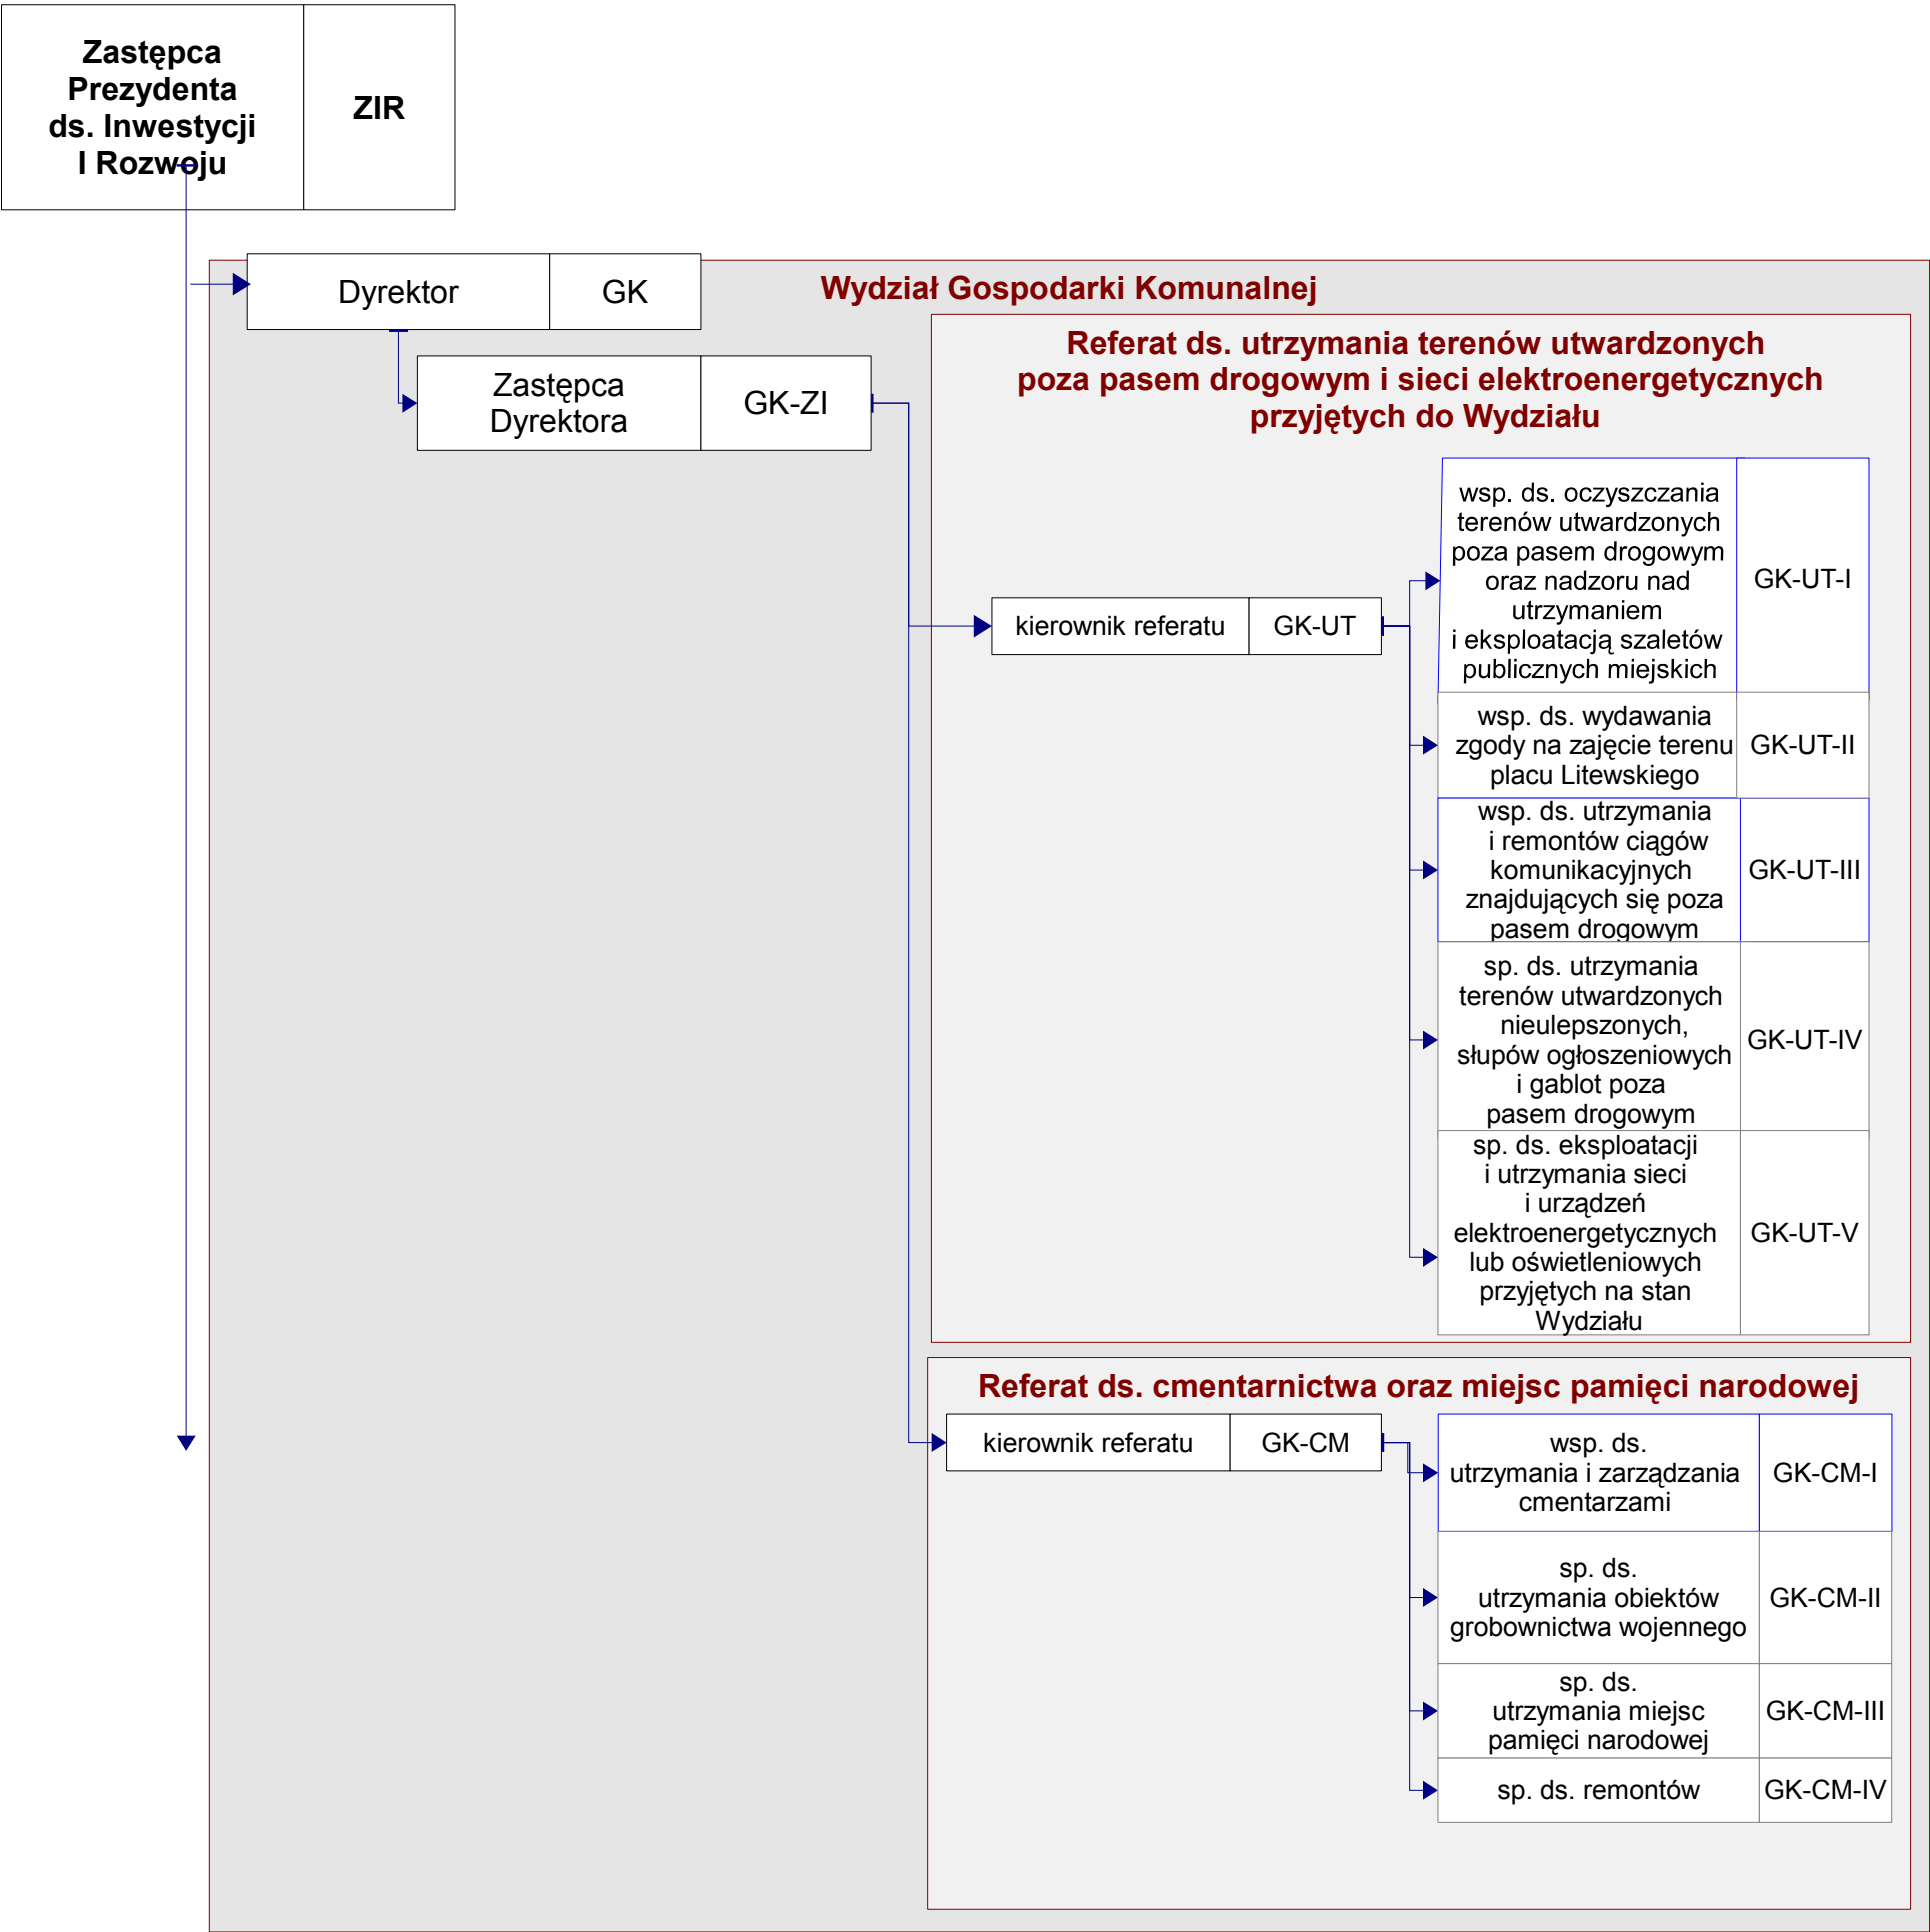 Zastępca
Prezydenta
ds. Inwestycji
I Rozwoju
ZIR
Dyrektor
GK
Wydział Gospodarki Komunalnej
Zastępca
Dyrektora
GK-ZI
Referat ds. utrzymania terenów utwardzonych
poza pasem drogowym i sieci elektroenergetycznych
przyjętych do Wydziału
kierownik referatu
GK-UT
wsp. ds. oczyszczania
terenów utwardzonych
poza pasem drogowym
oraz nadzoru nad
utrzymaniem
i eksploatacją szaletów
publicznych miejskich
GK-UT-I
wsp. ds. wydawania
zgody na zajęcie terenu
placu Litewskiego
GK-UT-II
wsp. ds. utrzymania
i remontów ciągów
komunikacyjnych
znajdujących się poza
pasem drogowym
GK-UT-III
sp. ds. utrzymania
terenów utwardzonych
nieulepszonych,
słupów ogłoszeniowych
i gablot poza
pasem drogowym
GK-UT-IV
sp. ds. eksploatacji
i utrzymania sieci
i urządzeń
elektroenergetycznych
lub oświetleniowych
przyjętych na stan
Wydziału
GK-UT-V
Referat ds. cmentarnictwa oraz miejsc pamięci narodowej
kierownik referatu
GK-CM
wsp. ds.
utrzymania i zarządzania
cmentarzami
GK-CM-I
sp. ds.
utrzymania obiektów
grobownictwa wojennego
GK-CM-II
sp. ds.
utrzymania miejsc
pamięci narodowej
GK-CM-III
sp. ds. remontów
GK-CM-IV